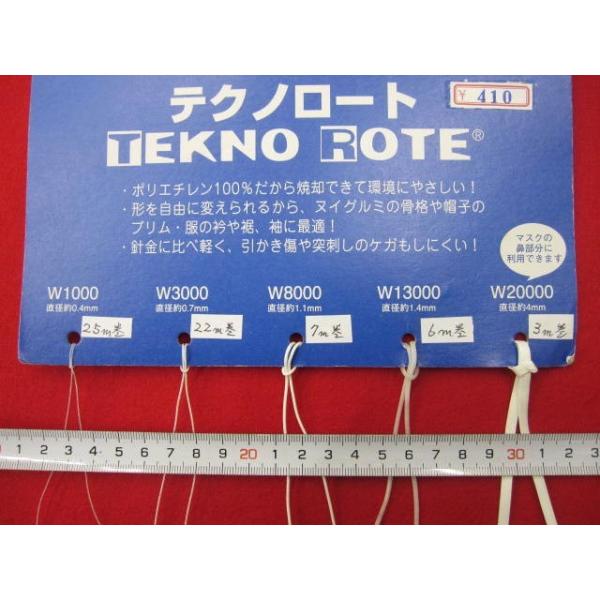 ¥ 410
テクノロート
TEKNO ROTE®
・ポリエチレン100%だから焼却できて環境にやさしい！
・形を自由に変えられるから、ヌイグルミの骨格や帽子の
ブリム・服の衿や裾、袖に最適！
・針金に比べ軽く、引かき傷や突刺しのケガもしにくい！
マスクの
鼻部分に
利用できます
W1000 W3000 W8000 W13000 W20000
直径約0.4mm 直径約0.7mm 直径約1.1mm 直径約1.4mm 直径約4mm
25m巻 22m巻 7m巻 6m巻 3m巻
1 2 3 4 5 6 7 8 9 20 1 2 3 4 5 6 7 8 9 30 1 2 3